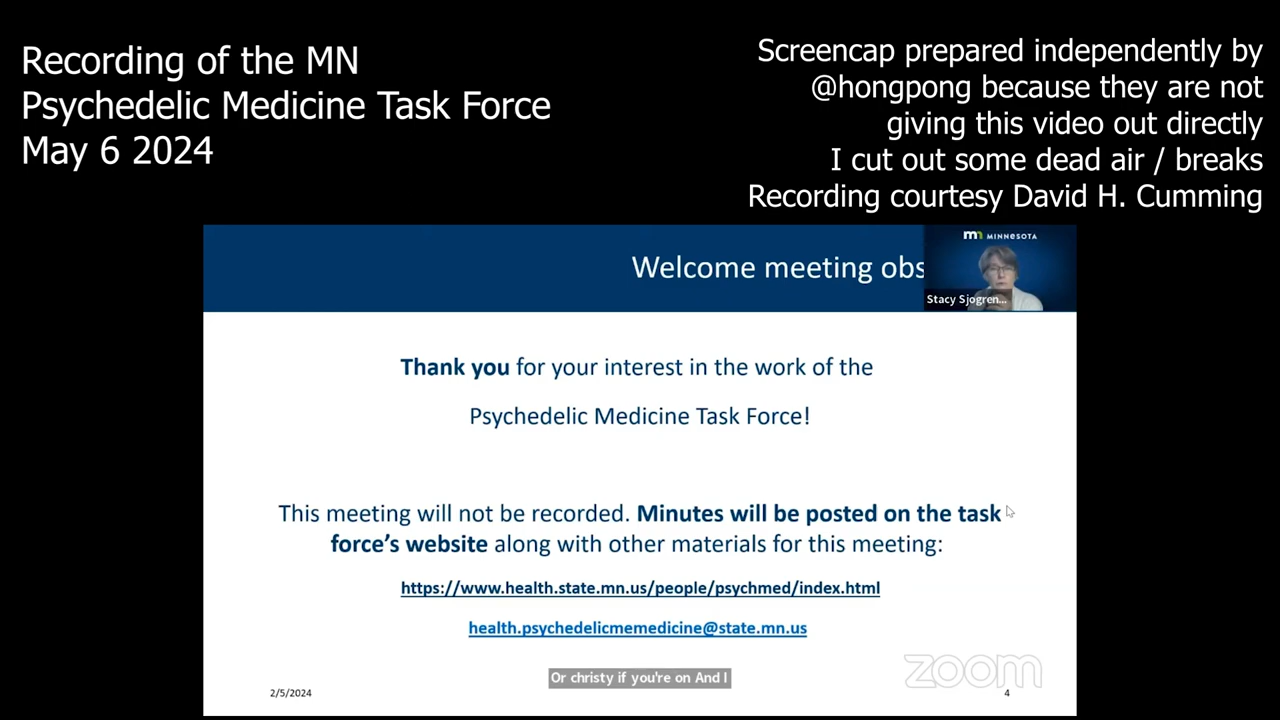 Recording of the MN
Psychedelic Medicine Task Force
May 6 2024
Screencap prepared independently by
@hongpong because they are not
giving this video out directly
I cut out some dead air / breaks
Recording courtesy David H. Cumming
Welcome meeting obs
mn MINNESOTA
Stacy Sjogren...
Thank you for your interest in the work of the
Psychedelic Medicine Task Force!
This meeting will not be recorded. Minutes will be posted on the task
force's website along with other materials for this meeting:
https://www.health.state.mn.us/people/psychmed/index.html
health.psychedelicmemedicine@state.mn.us
Or christy if you're on And I
zoom
2/5/2024
4